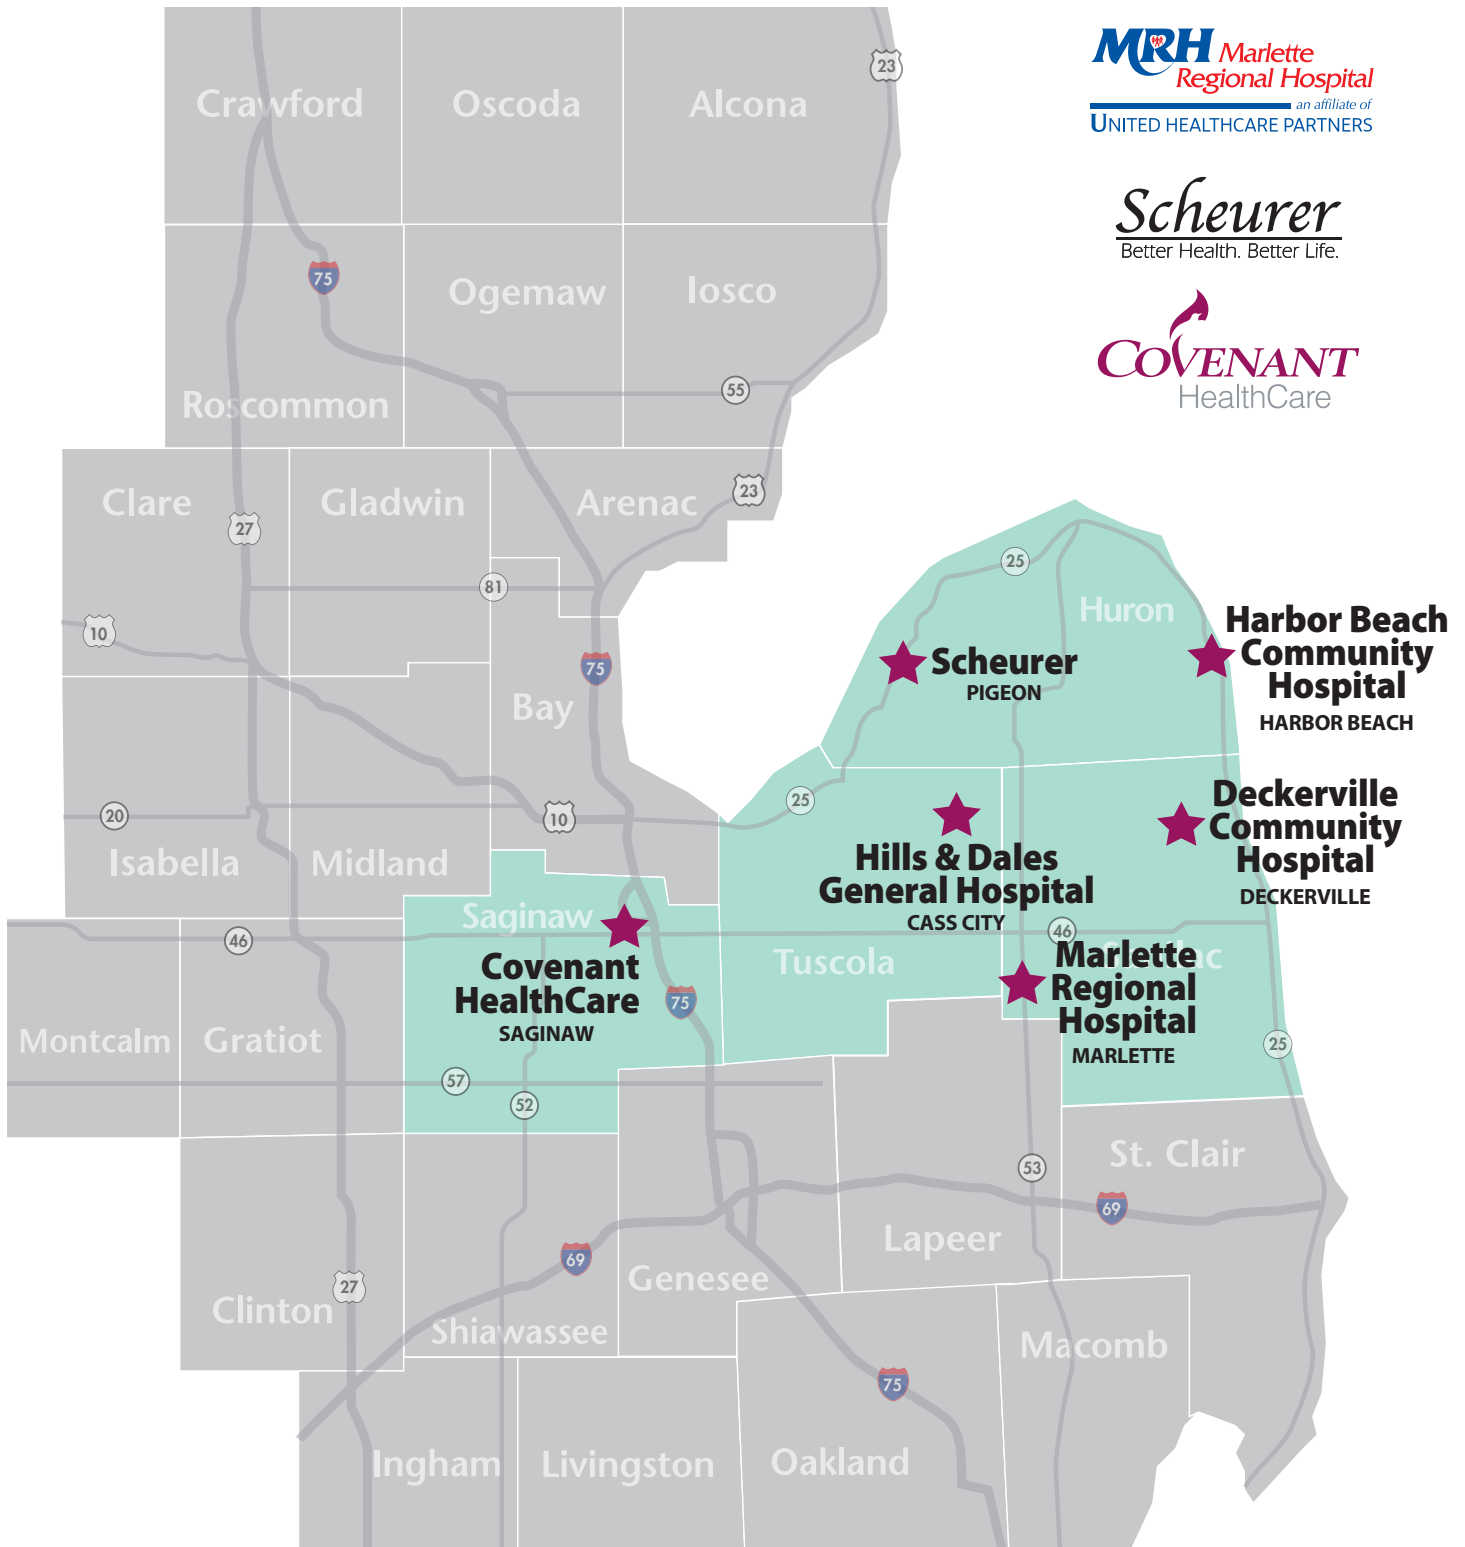 MRH Marlette
Regional Hospital
an affiliate of
UNITED HEALTHCARE PARTNERS
Scheurer
Better Health. Better Life.
COVENANT
HealthCare
23
Crawford
Oscoda
Alcona
75
Ogemaw
Iosco
55
Roscommon
Clare
Gladwin
Arenac
23
27
81
25
10
Huron
75
Bay
Scheurer
PIGEON
Harbor Beach
Community
Hospital
HARBOR BEACH
20
10
25
Isabella
Midland
Hills & Dales
General Hospital
CASS CITY
Deckerville
Community
Hospital
DECKERVILLE
Saginaw
46
46
Covenant
HealthCare
SAGINAW
75
Tuscola
Marlette
Regional
Hospital
MARLETTE
Montcalm
Gratiot
25
57
52
St. Clair
53
69
69
Lapeer
Genesee
27
Clinton
Shiawassee
Macomb
75
Ingham
Livingston
Oakland